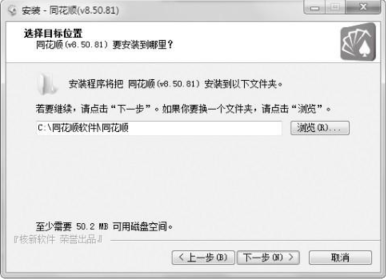 安装 - 同花顺(v8.50.81)
选择目标位置
同花顺(v8.50.81) 要安装到哪里？
安装程序将把 同花顺(v8.50.81) 安装到以下文件夹。
若要继续，请点击“下一步”。如果你要换一个文件夹，请点击“浏览”。
C:\同花顺软件\同花顺
浏览(R)...
至少需要 50.2 MB 可用磁盘空间。
『核新软件 荣誉出品』
< 上一步(B) 下一步(N) > 取消